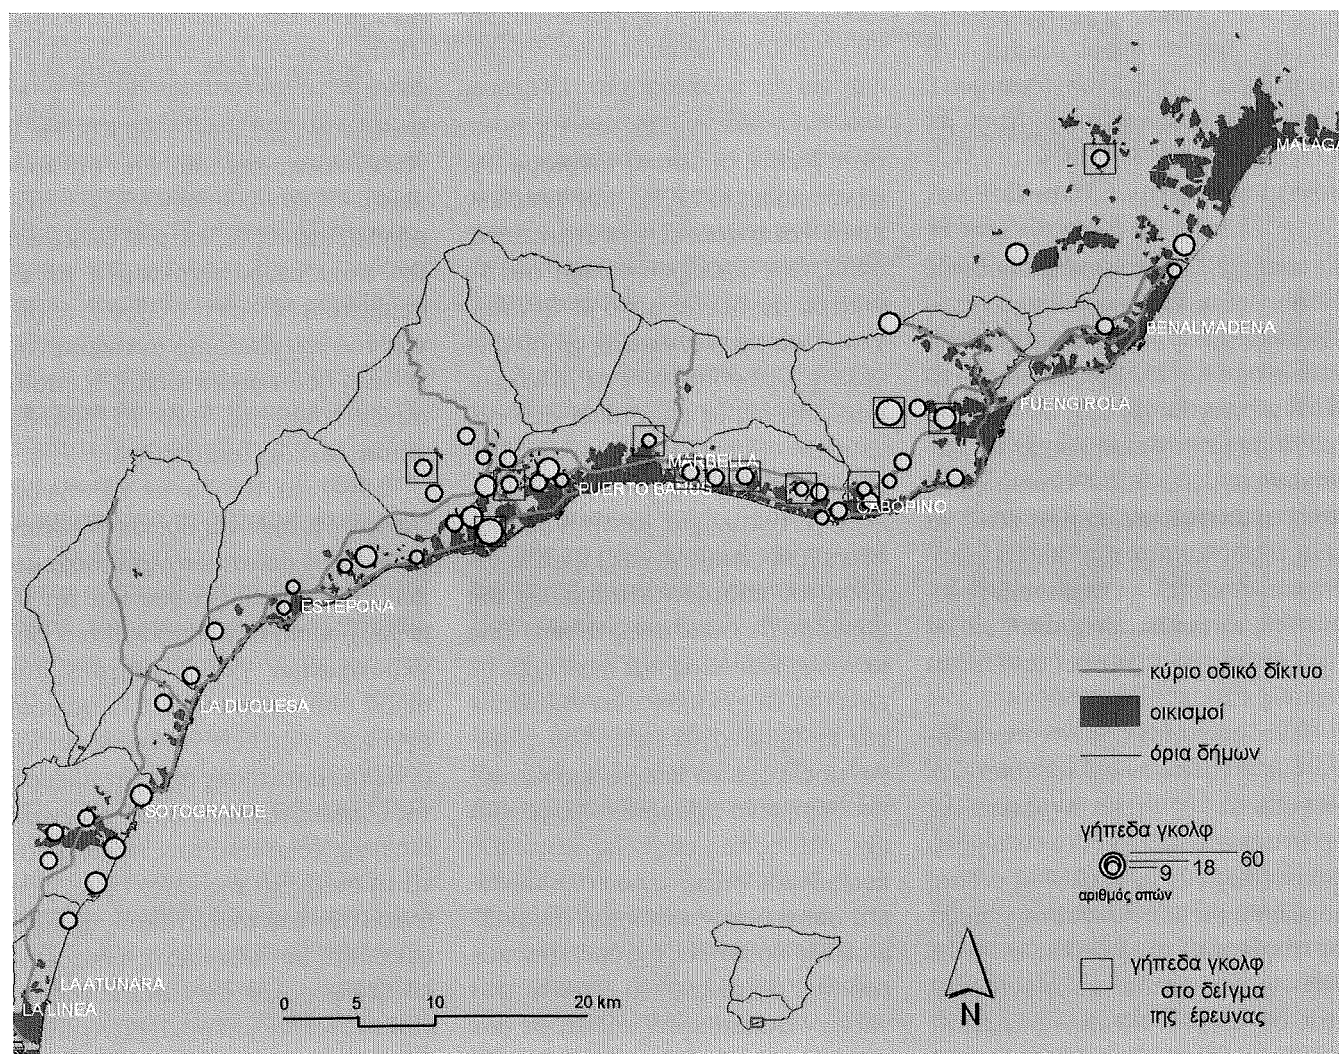 MALAGA
BENALMADENA
FUENGIROLA
MARBELLA
PUERTO BANUS
CABOPINO
ESTEPONA
LA DUQUESA
SOTOGRANDE
LA ATUNARA
LA LINEA
κύριο οδικό δίκτυο
οικισμοί
όρια δήμων
γήπεδα γκολφ
9 18 60
αριθμός οπών
γήπεδα γκολφ
στο δείγμα
της έρευνας
0 5 10 20 km
N